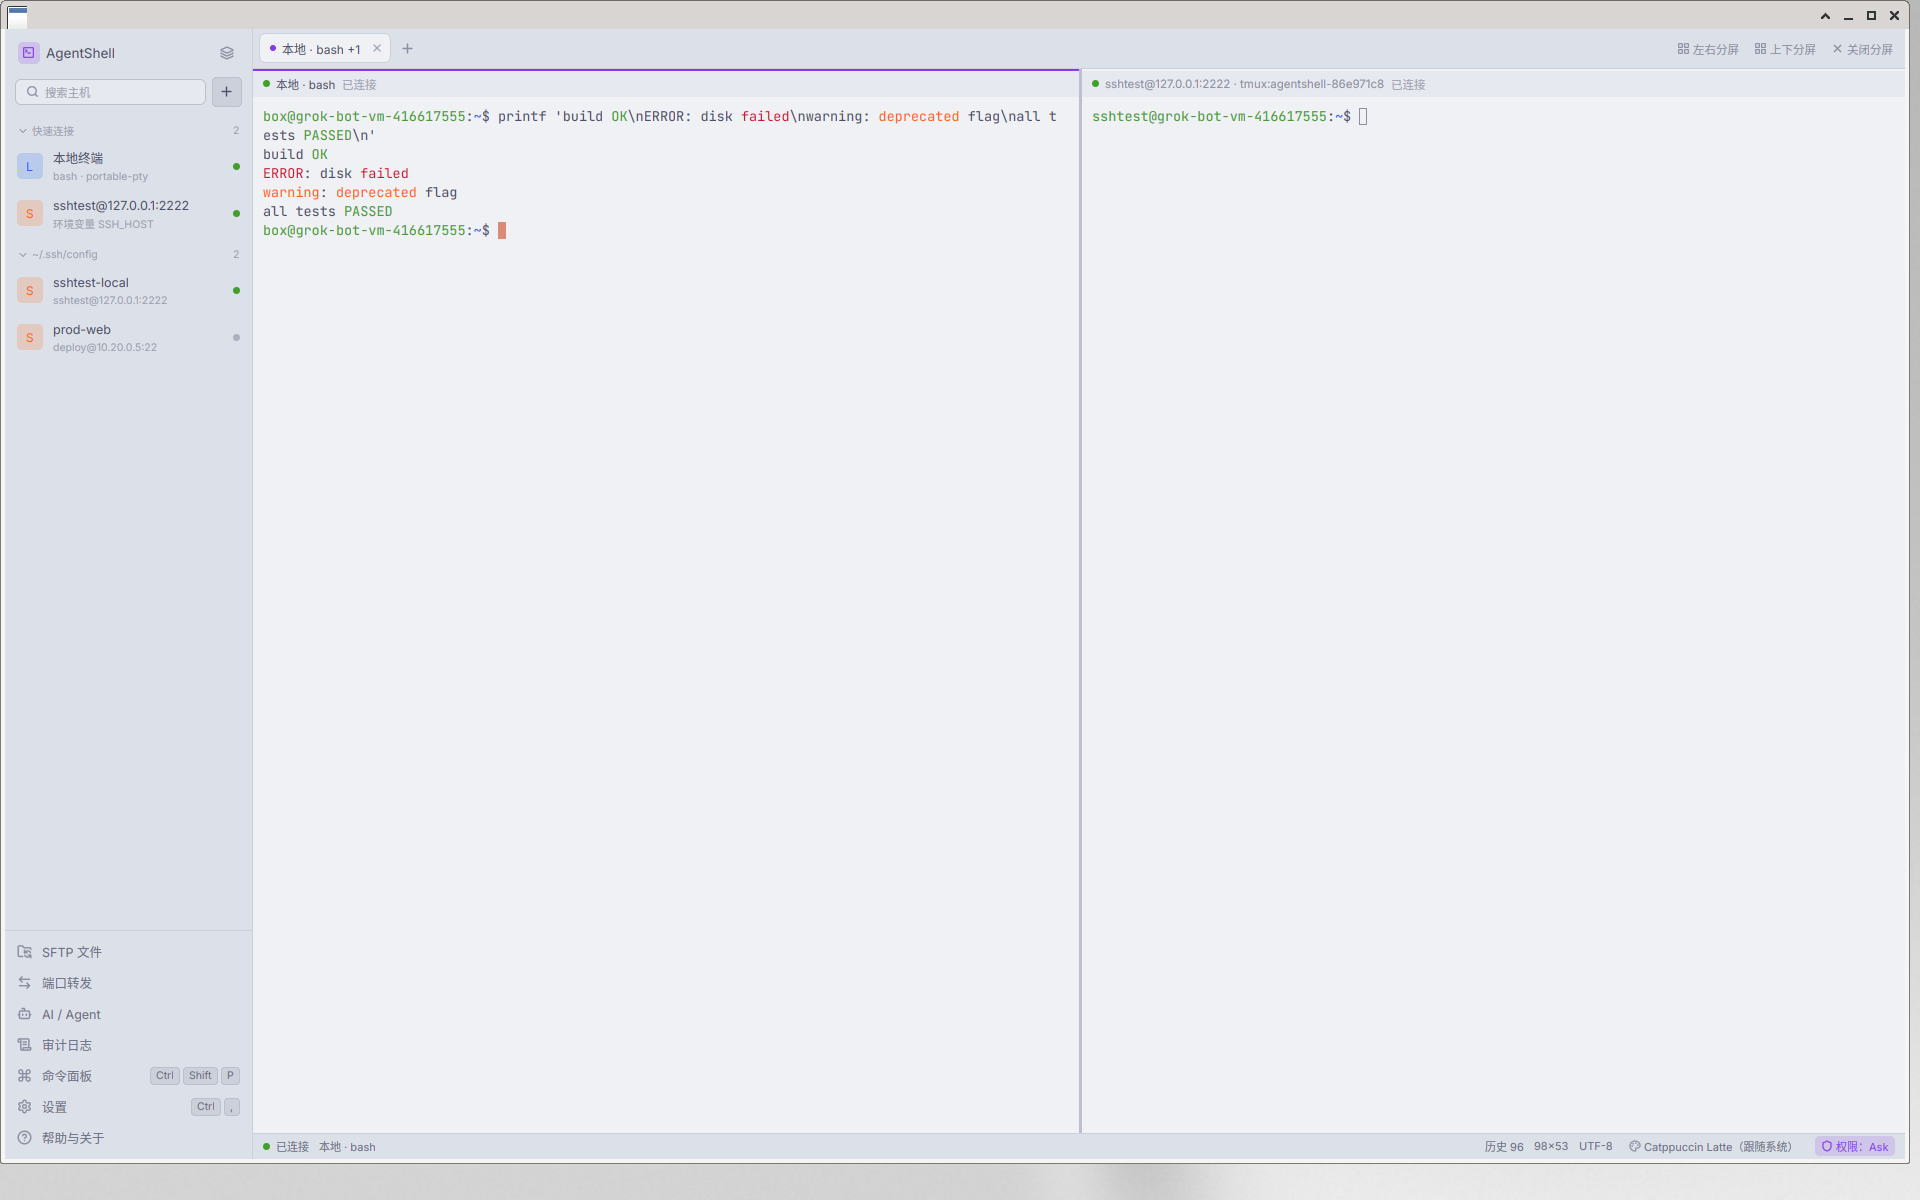 AgentShell
搜索主机
快速连接 2
L 本地终端
bash · portable-pty
S sshtest@127.0.0.1:2222
环境变量 SSH_HOST
~/.ssh/config 2
S sshtest-local
sshtest@127.0.0.1:2222
S prod-web
deploy@10.20.0.5:22
SFTP 文件
端口转发
AI / Agent
审计日志
命令面板 Ctrl Shift P
设置 Ctrl ,
帮助与关于
本地 · bash +1
左右分屏 上下分屏 关闭分屏
本地 · bash 已连接
box@grok-bot-vm-416617555:~$ printf 'build OK\nERROR: disk failed\nwarning: deprecated flag\nall t
ests PASSED\n'
build OK
ERROR: disk failed
warning: deprecated flag
all tests PASSED
box@grok-bot-vm-416617555:~$
sshtest@127.0.0.1:2222 · tmux:agentshell-86e971c8 已连接
sshtest@grok-bot-vm-416617555:~$
已连接 本地 · bash
历史 96 98×53 UTF-8 Catppuccin Latte（跟随系统） 权限：Ask